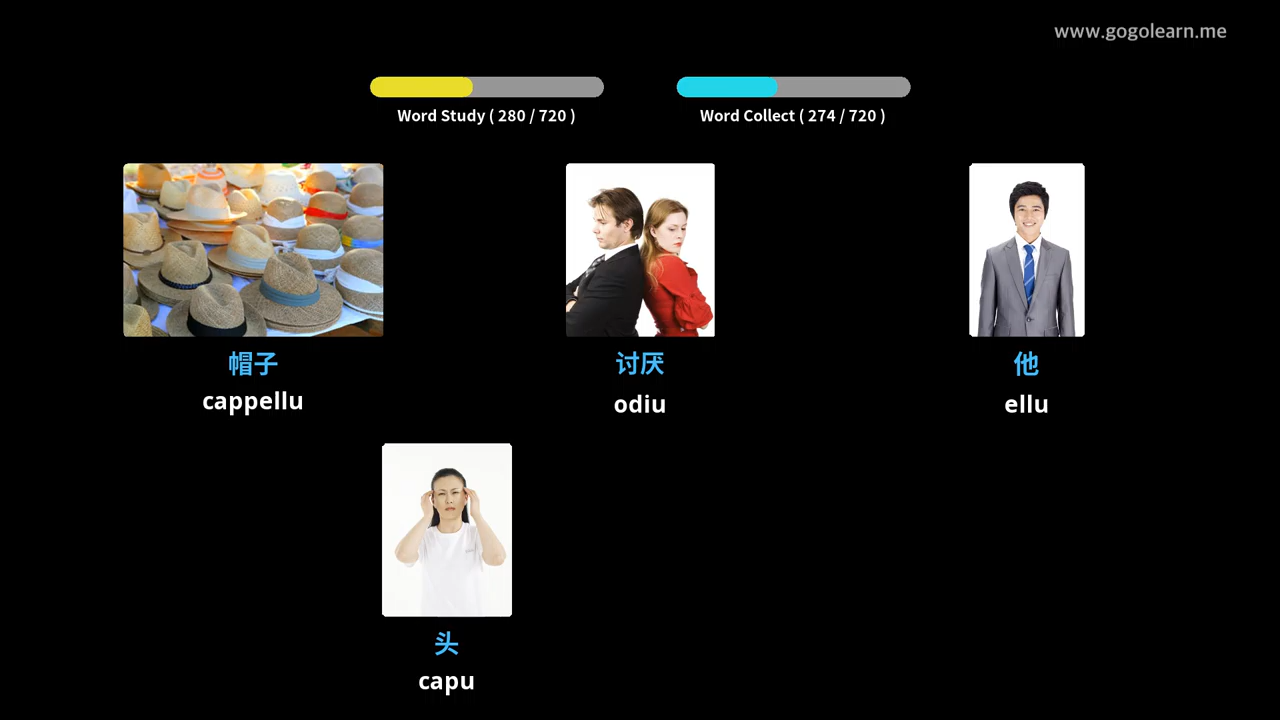 www.gogolearn.me
Word Study ( 280 / 720 )
Word Collect ( 274 / 720 )
帽子
cappellu
讨厌
odiu
他
ellu
头
capu